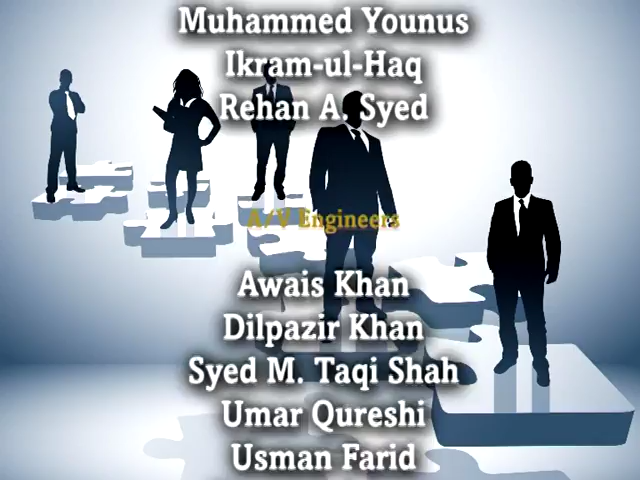 Muhammed Younus
Ikram-ul-Haq
Rehan A. Syed
A/V Engineers
Awais Khan
Dilpazir Khan
Syed M. Taqi Shah
Umar Qureshi
Usman Farid